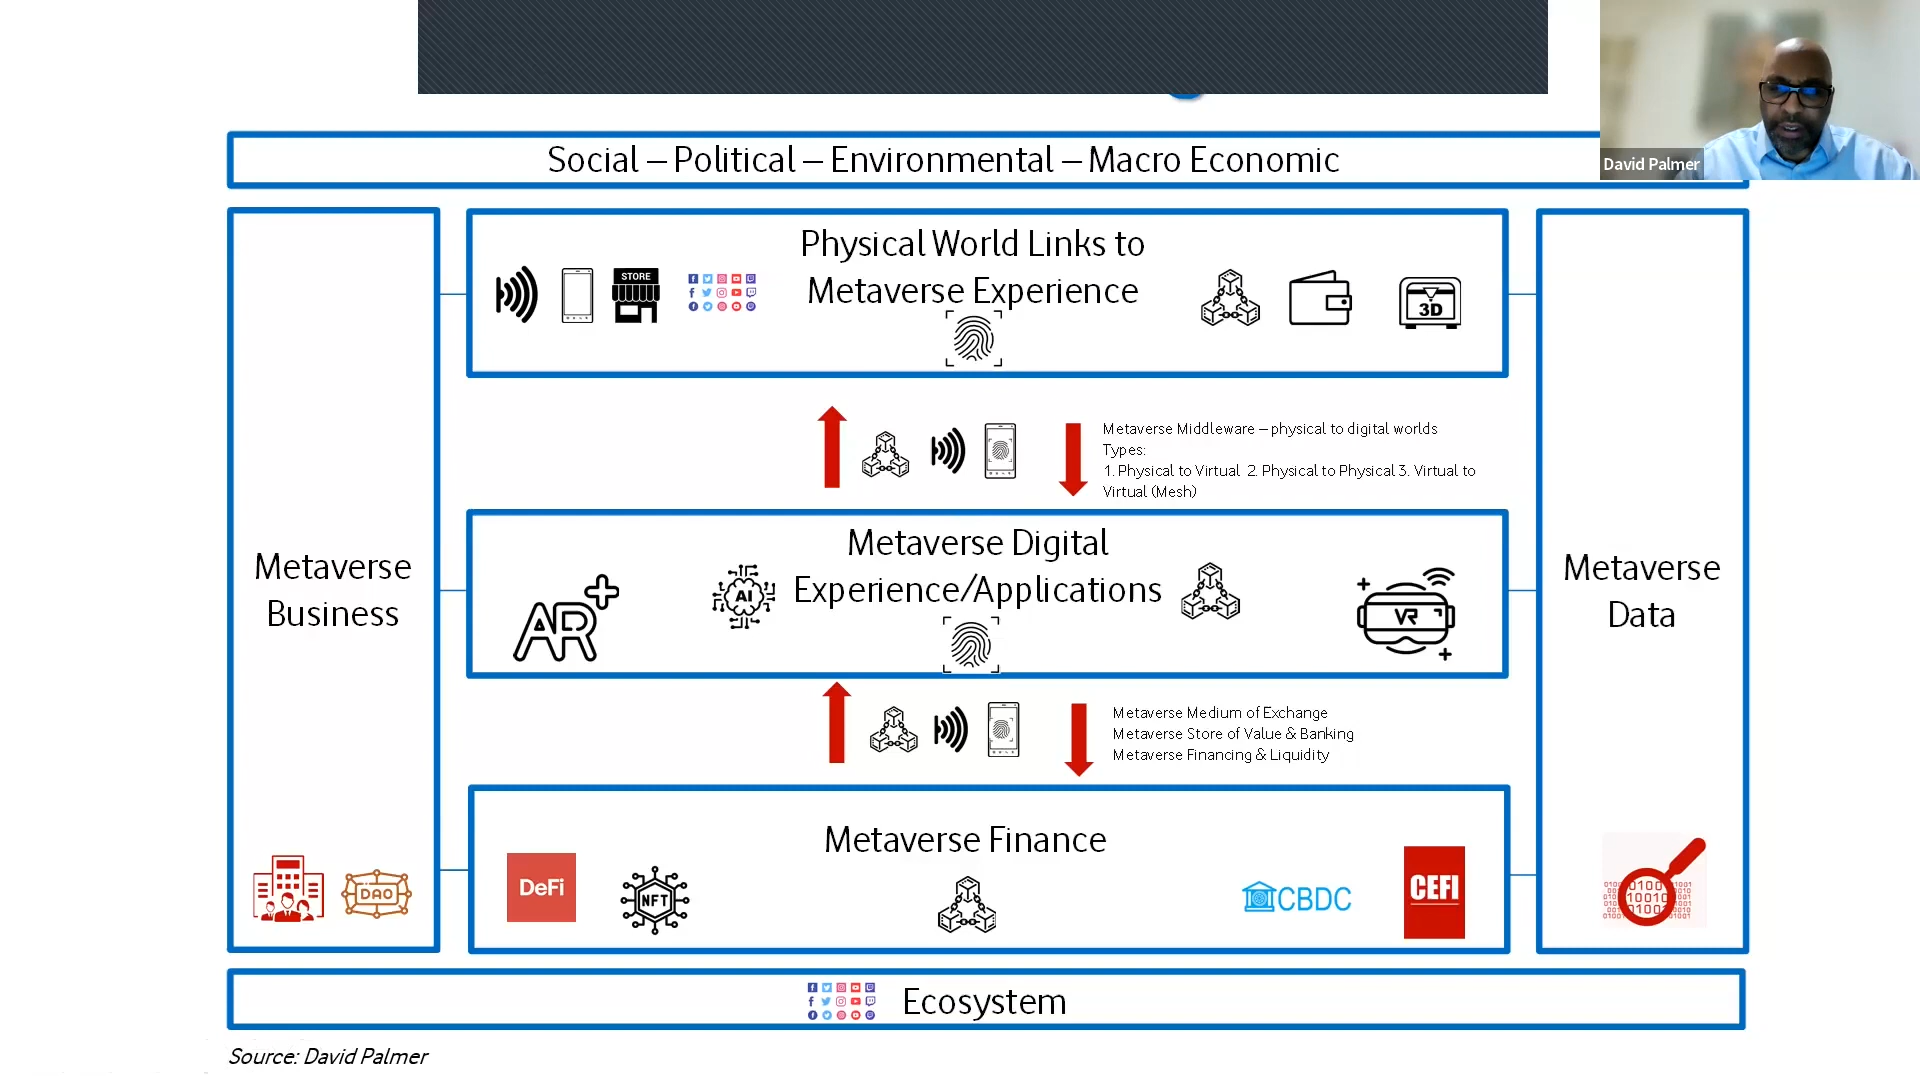 David Palmer
Social – Political – Environmental – Macro Economic
Physical World Links to
Metaverse Experience
STORE
3D
Metaverse Middleware – physical to digital worlds
Types:
1. Physical to Virtual 2. Physical to Physical 3. Virtual to
Virtual (Mesh)
Metaverse
Business
DAO
Metaverse Digital
Experience/Applications
AR
AI
VR
Metaverse
Data
Metaverse Medium of Exchange
Metaverse Store of Value & Banking
Metaverse Financing & Liquidity
Metaverse Finance
DeFi
NFT
CBDC
CEFI
Ecosystem
Source: David Palmer